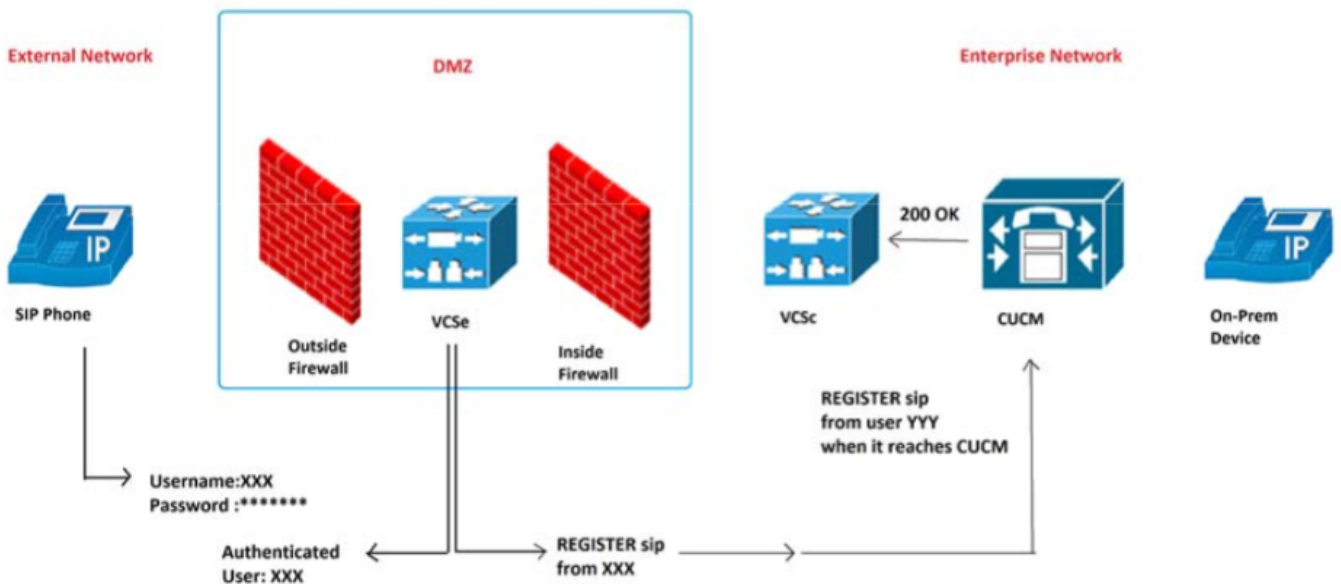 External Network
DMZ
Enterprise Network
IP
SIP Phone
Outside
Firewall
VCSe
Inside
Firewall
VCSc
200 OK
CUCM
IP
On-Prem
Device
REGISTER sip
from user YYY
when it reaches CUCM
Username:XXX
Password :*******
Authenticated
User: XXX
REGISTER sip
from XXX